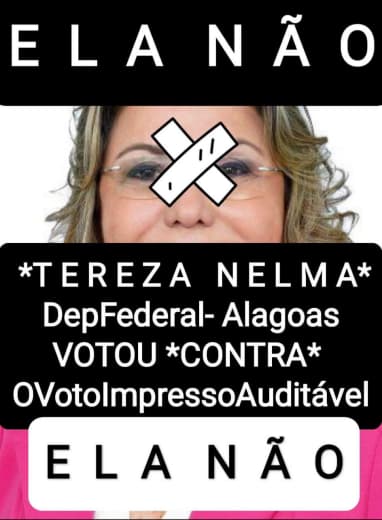 E L A N Ã O
*T E R E Z A N E L M A*
DepFederal- Alagoas
VOTOU *CONTRA*
OVotoImpressoAuditável
E L A N Ã O